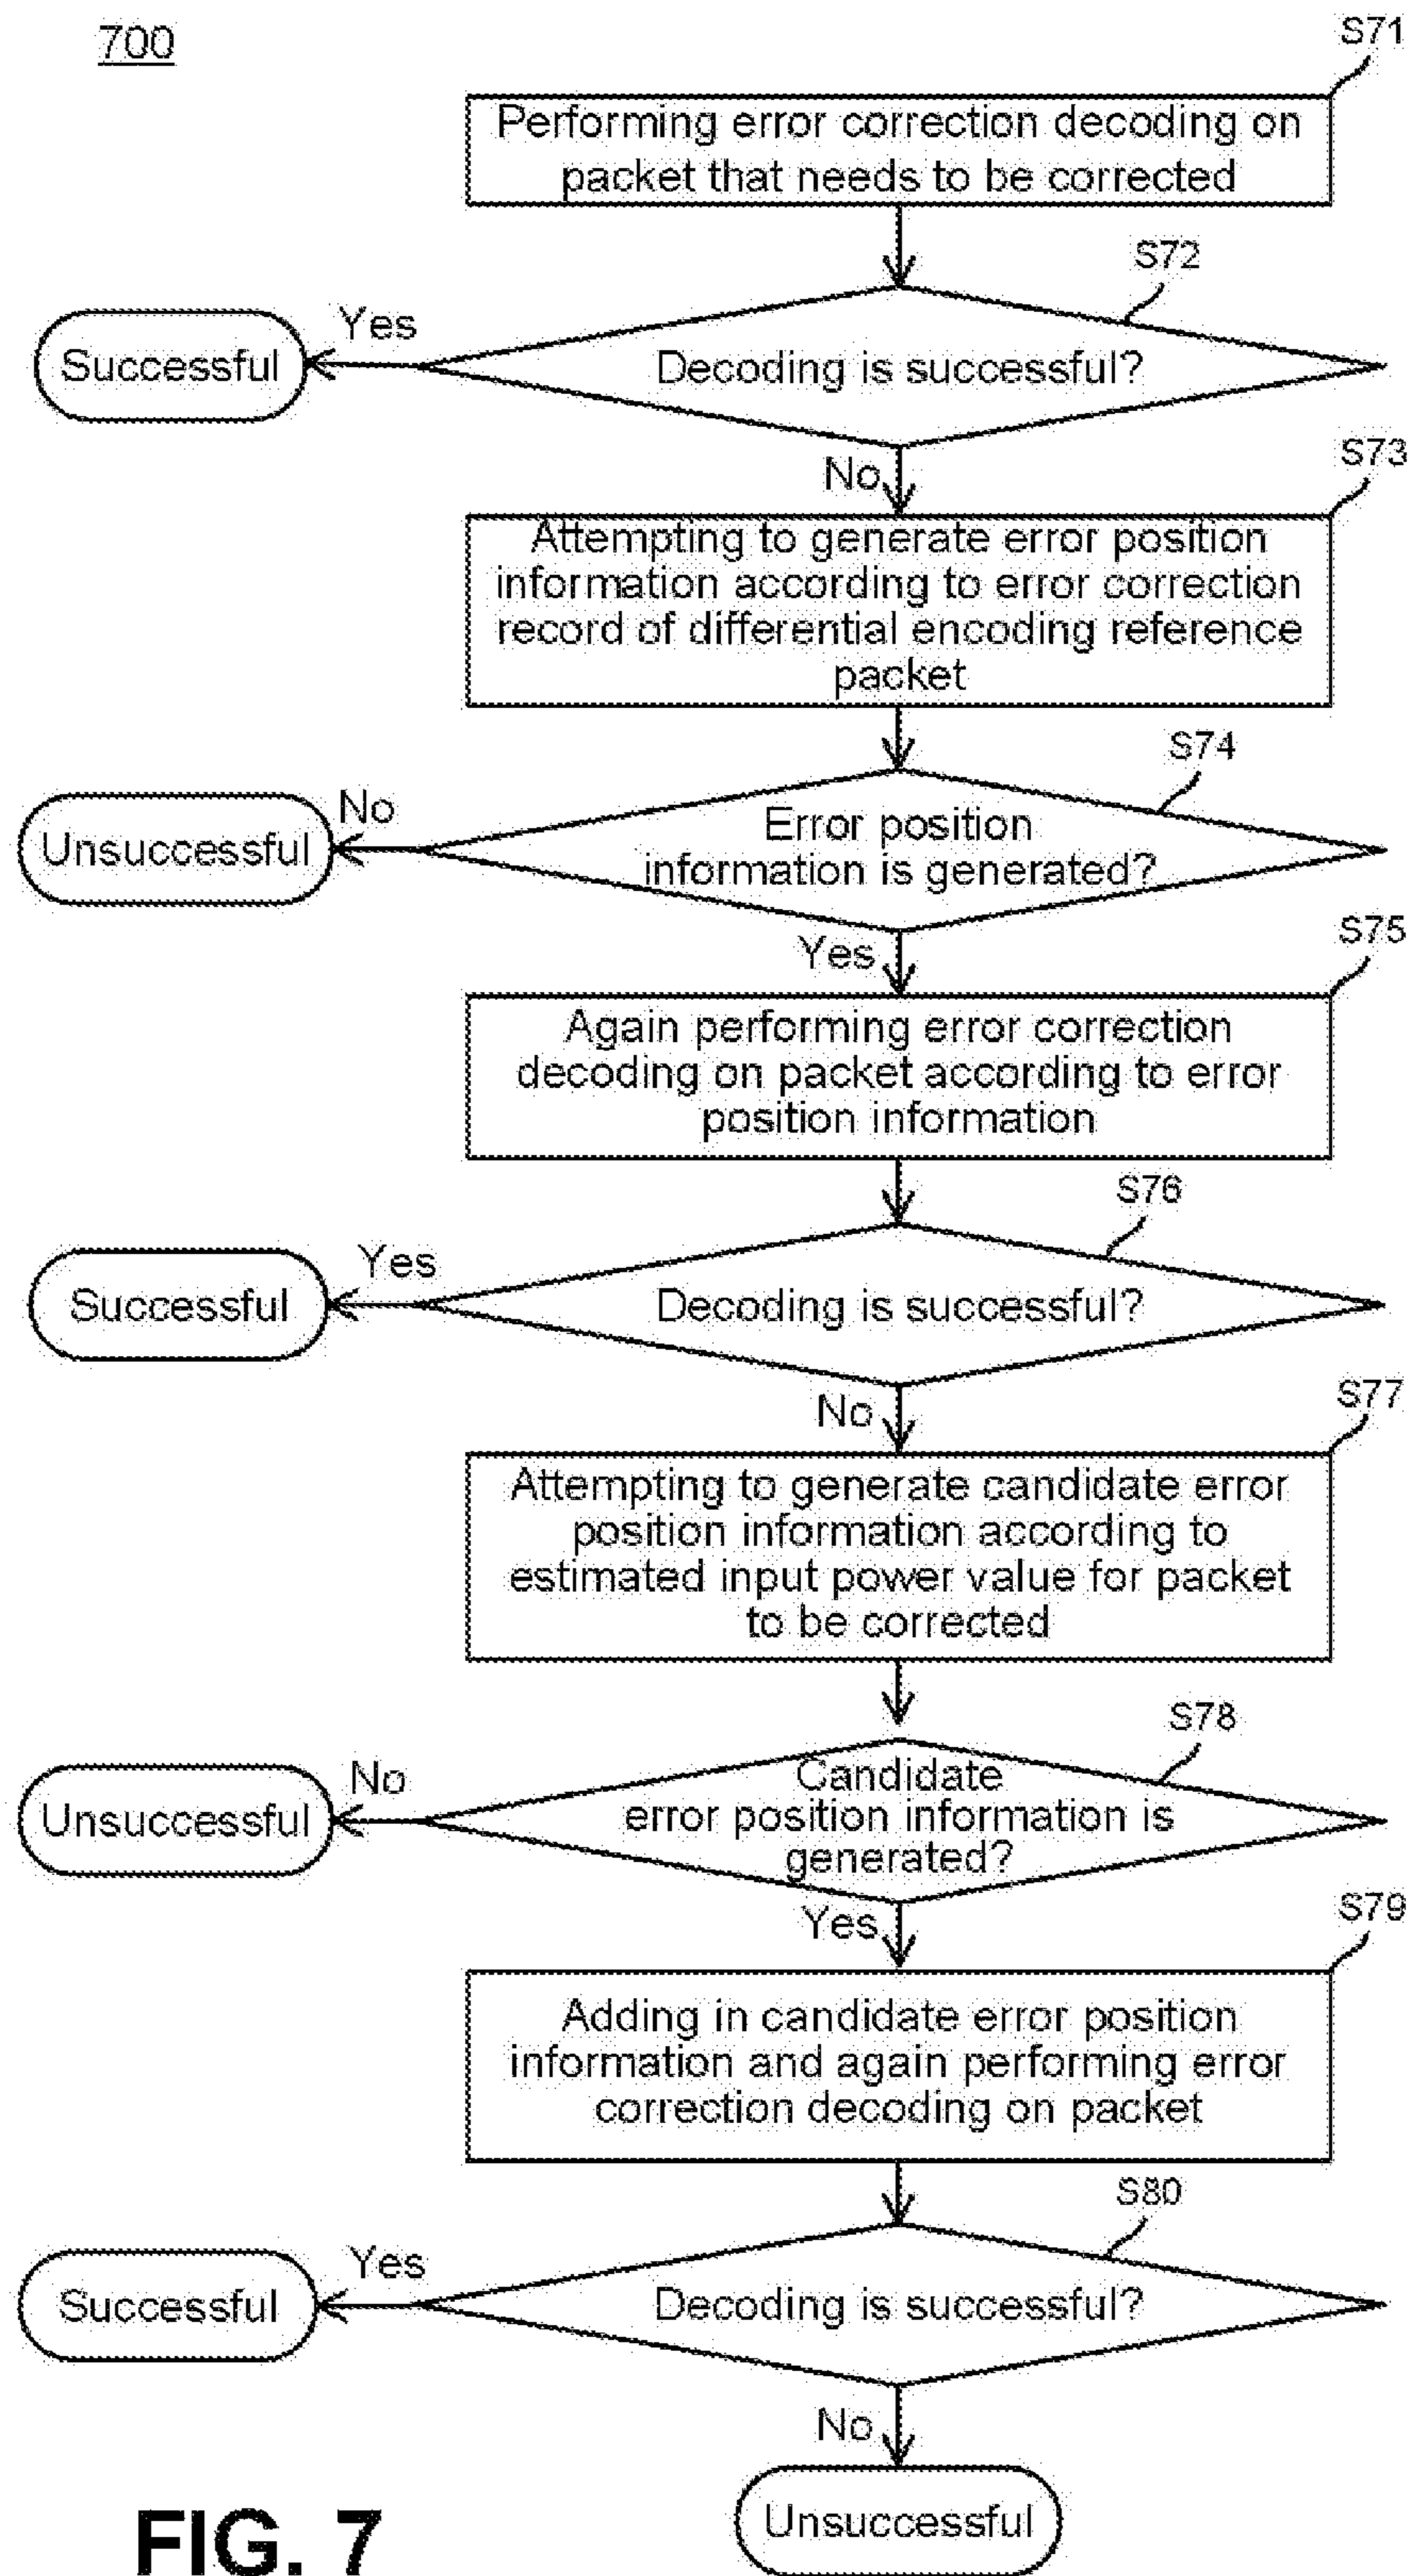 700
S71
Performing error correction decoding on
packet that needs to be corrected
S72
Yes
Successful
Decoding is successful?
No
S73
Attempting to generate error position
information according to error correction
record of differential encoding reference
packet
S74
No
Unsuccessful
Error position
information is generated?
Yes
S75
Again performing error correction
decoding on packet according to error
position information
S76
Yes
Successful
Decoding is successful?
No
S77
Attempting to generate candidate error
position information according to
estimated input power value for packet
to be corrected
S78
No
Unsuccessful
Candidate
error position information is
generated?
Yes
S79
Adding in candidate error position
information and again performing error
correction decoding on packet
S80
Yes
Successful
Decoding is successful?
No
Unsuccessful
FIG. 7